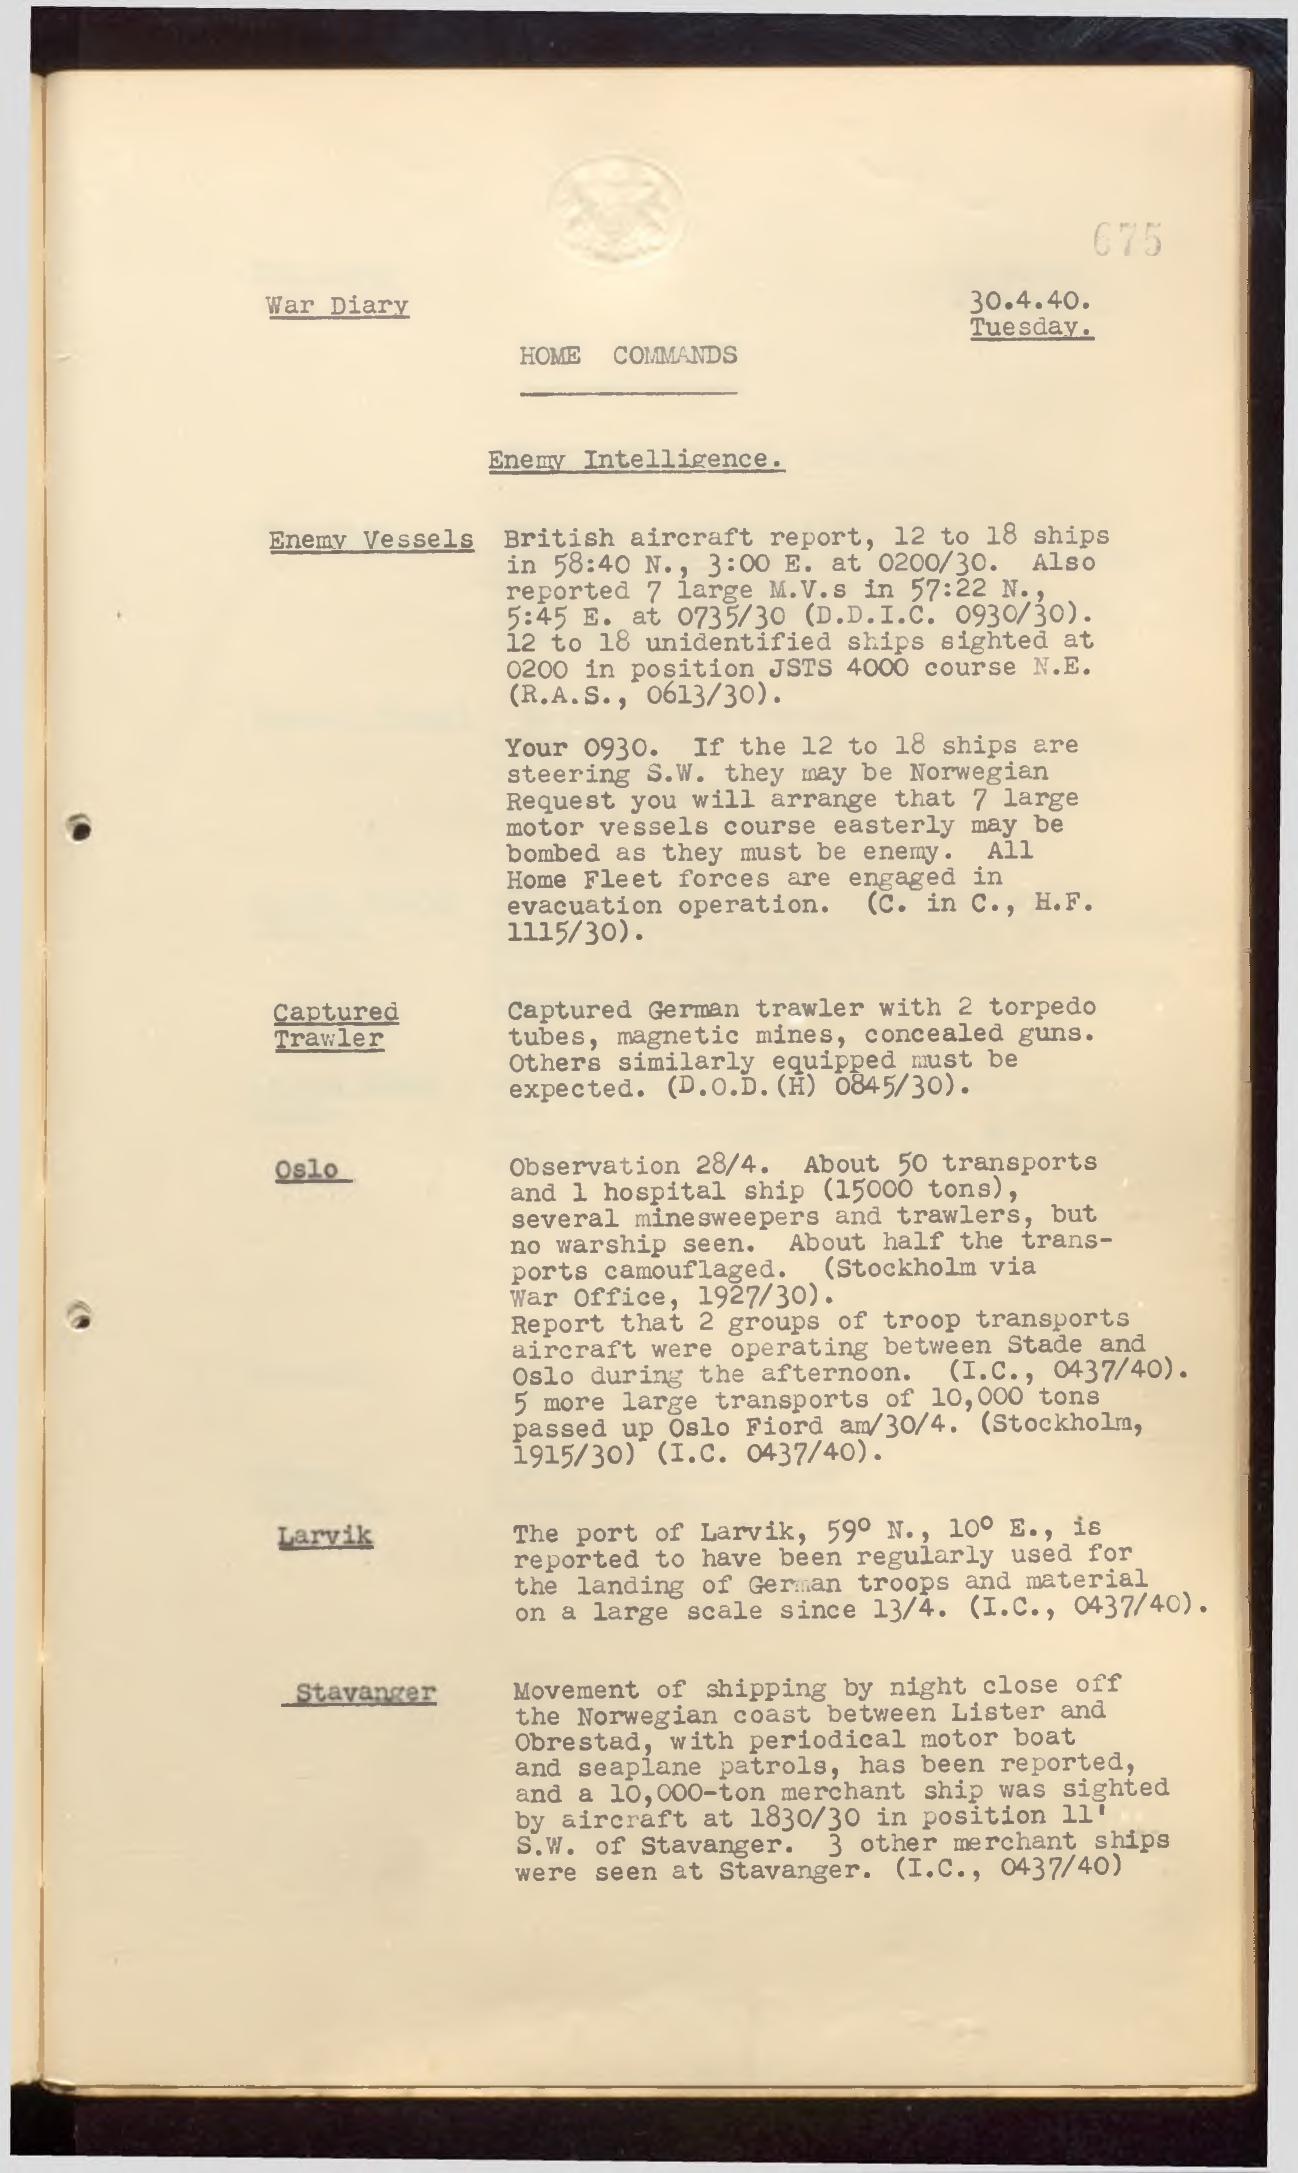 675
War Diary
30.4.40.
Tuesday.
HOME COMMANDS
Enemy Intelligence.
Enemy Vessels
British aircraft report, 12 to 18 ships
in 58:40 N., 3:00 E. at 0200/30. Also
reported 7 large M.V.s in 57:22 N.,
5:45 E. at 0735/30 (D.D.I.C. 0930/30).
12 to 18 unidentified ships sighted at
0200 in position JSTS 4000 course N.E.
(R.A.S., 0613/30).
Your 0930. If the 12 to 18 ships are
steering S.W. they may be Norwegian
Request you will arrange that 7 large
motor vessels course easterly may be
bombed as they must be enemy. All
Home Fleet forces are engaged in
evacuation operation. (C. in C., H.F.
1115/30).
Captured
Trawler
Captured German trawler with 2 torpedo
tubes, magnetic mines, concealed guns.
Others similarly equipped must be
expected. (D.O.D.(H) 0845/30).
Oslo
Observation 28/4. About 50 transports
and 1 hospital ship (15000 tons),
several minesweepers and trawlers, but
no warship seen. About half the trans-
ports camouflaged. (Stockholm via
War Office, 1927/30).
Report that 2 groups of troop transports
aircraft were operating between Stade and
Oslo during the afternoon. (I.C., 0437/40).
5 more large transports of 10,000 tons
passed up Oslo Fiord am/30/4. (Stockholm,
1915/30) (I.C. 0437/40).
Larvik
The port of Larvik, 59° N., 10° E., is
reported to have been regularly used for
the landing of German troops and material
on a large scale since 13/4. (I.C., 0437/40).
Stavanger
Movement of shipping by night close off
the Norwegian coast between Lister and
Obrestad, with periodical motor boat
and seaplane patrols, has been reported,
and a 10,000-ton merchant ship was sighted
by aircraft at 1830/30 in position 11'
S.W. of Stavanger. 3 other merchant ships
were seen at Stavanger. (I.C., 0437/40)